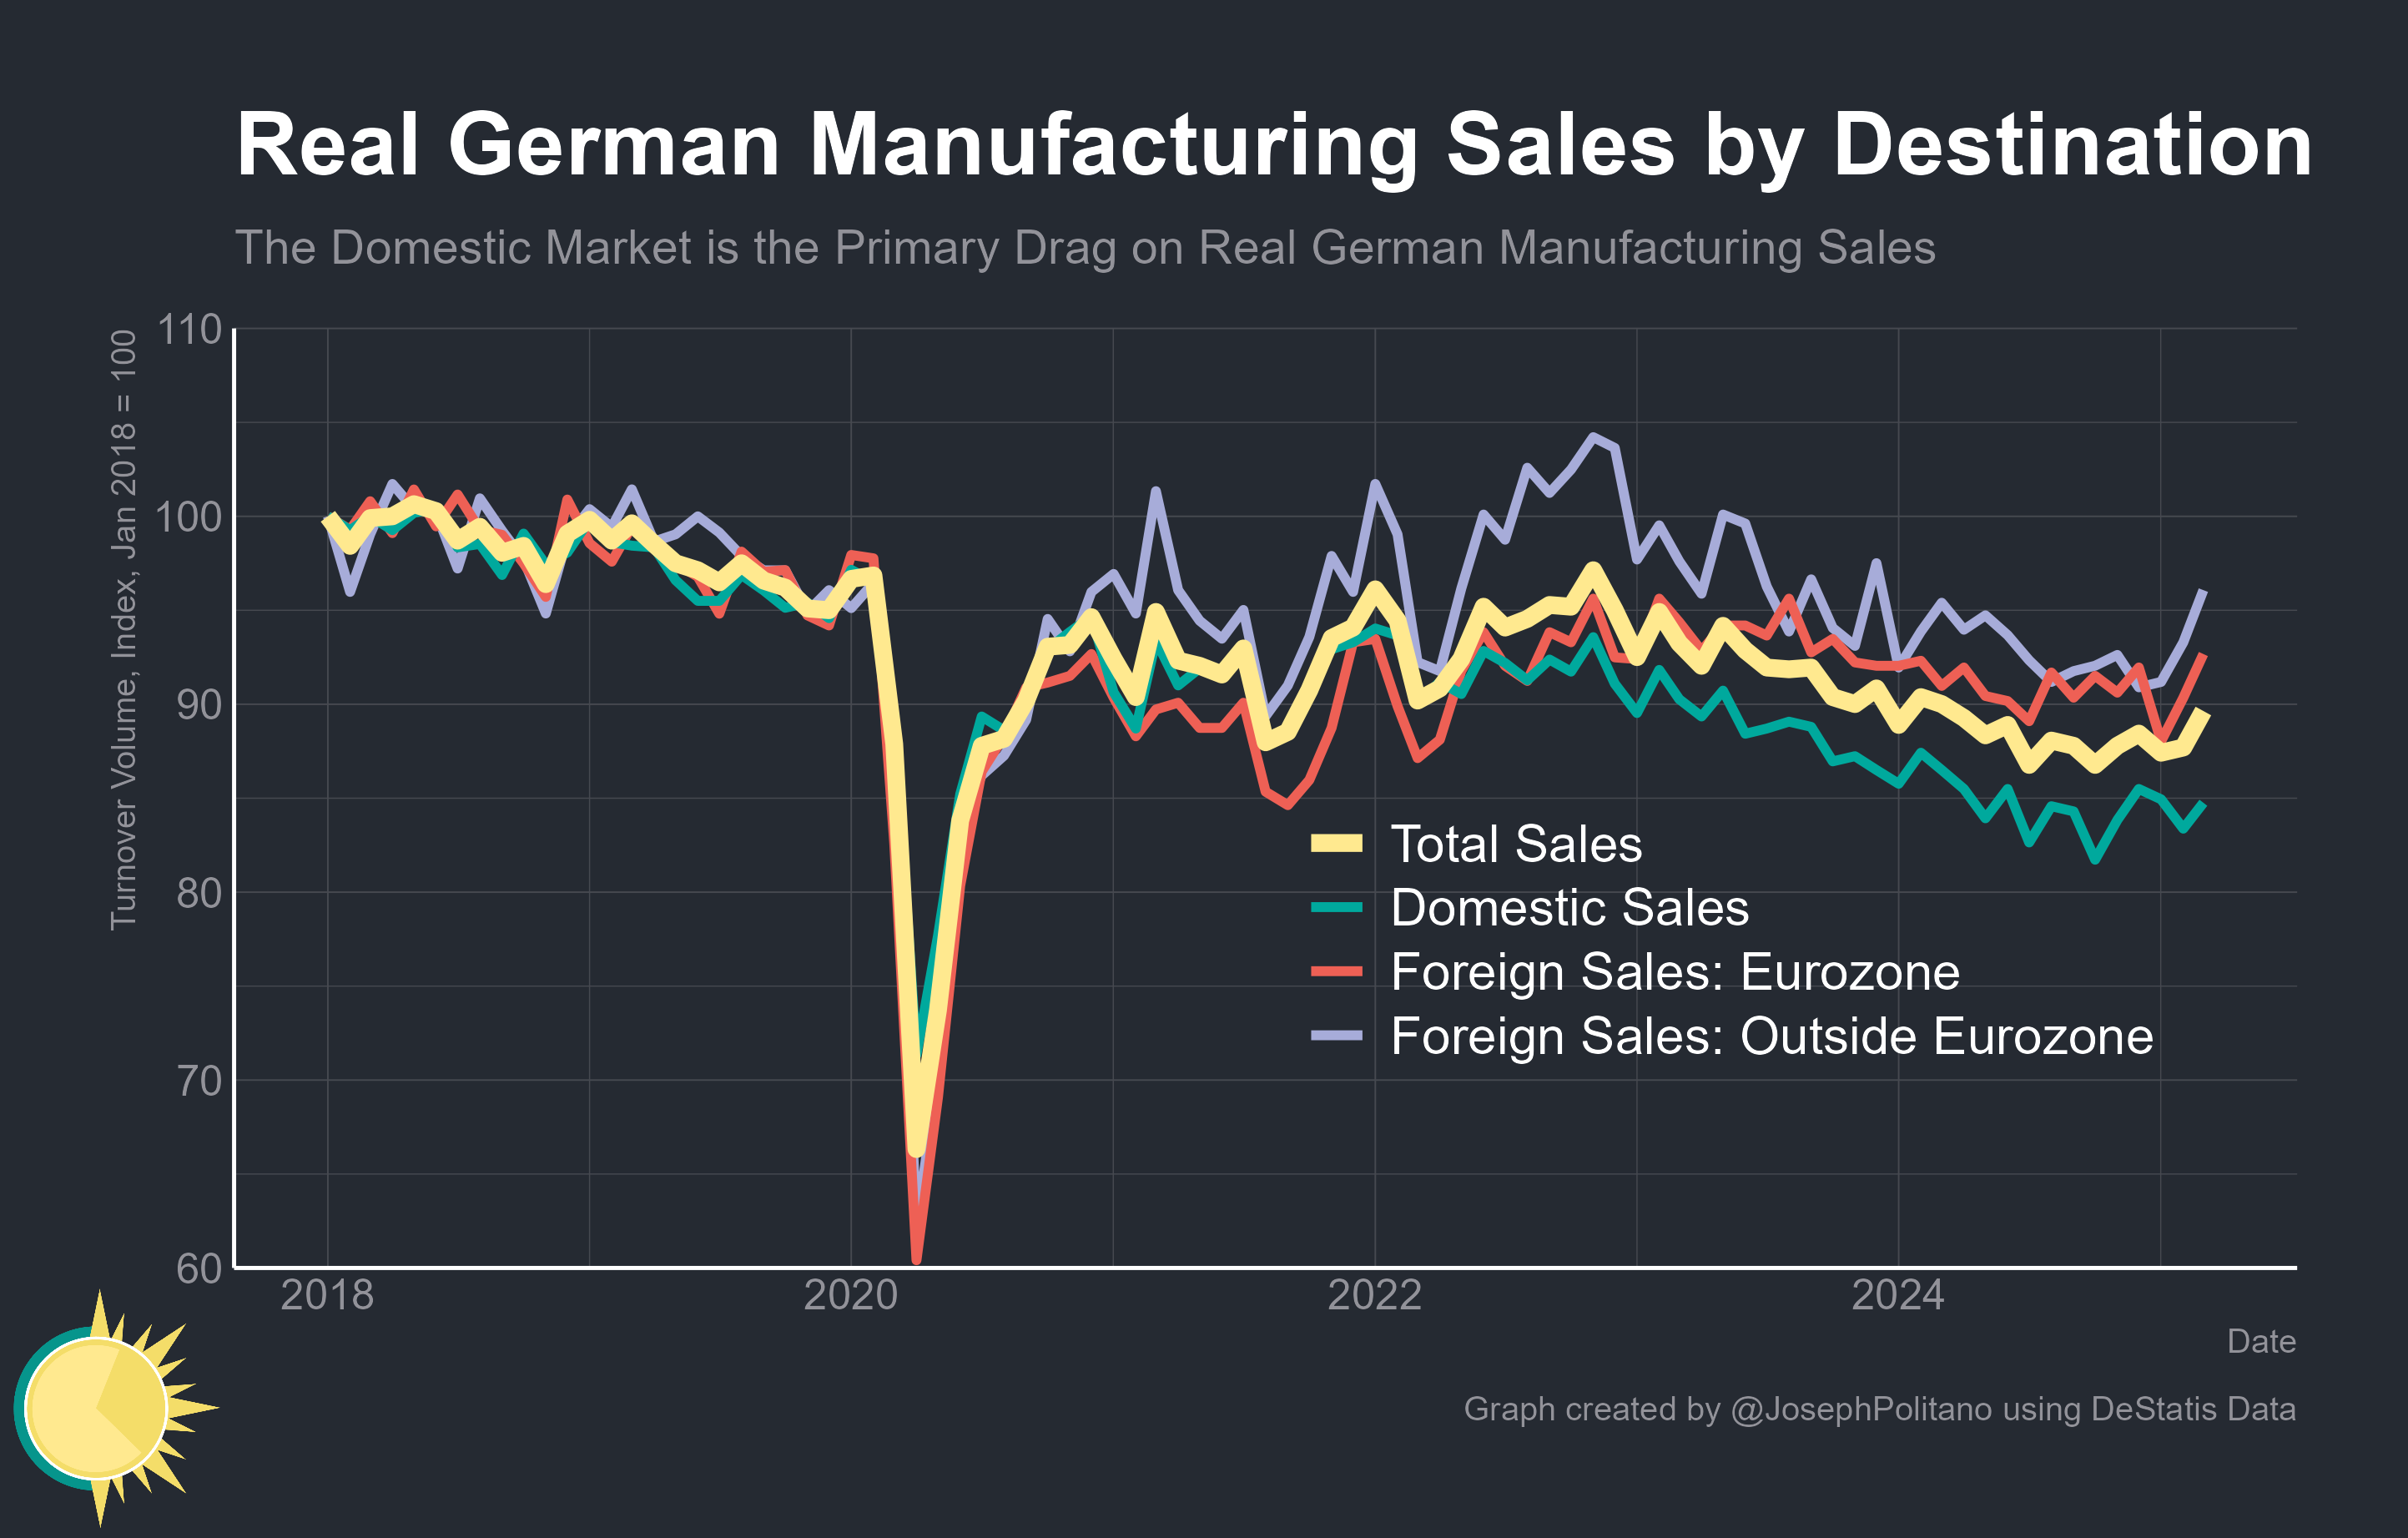 Real German Manufacturing Sales by Destination
The Domestic Market is the Primary Drag on Real German Manufacturing Sales
Turnover Volume, Index, Jan 2018 = 100
110
100
90
80
70
60
Total Sales
Domestic Sales
Foreign Sales: Eurozone
Foreign Sales: Outside Eurozone
2018 2020 2022 2024
Date
Graph created by @JosephPolitano using DeStatis Data